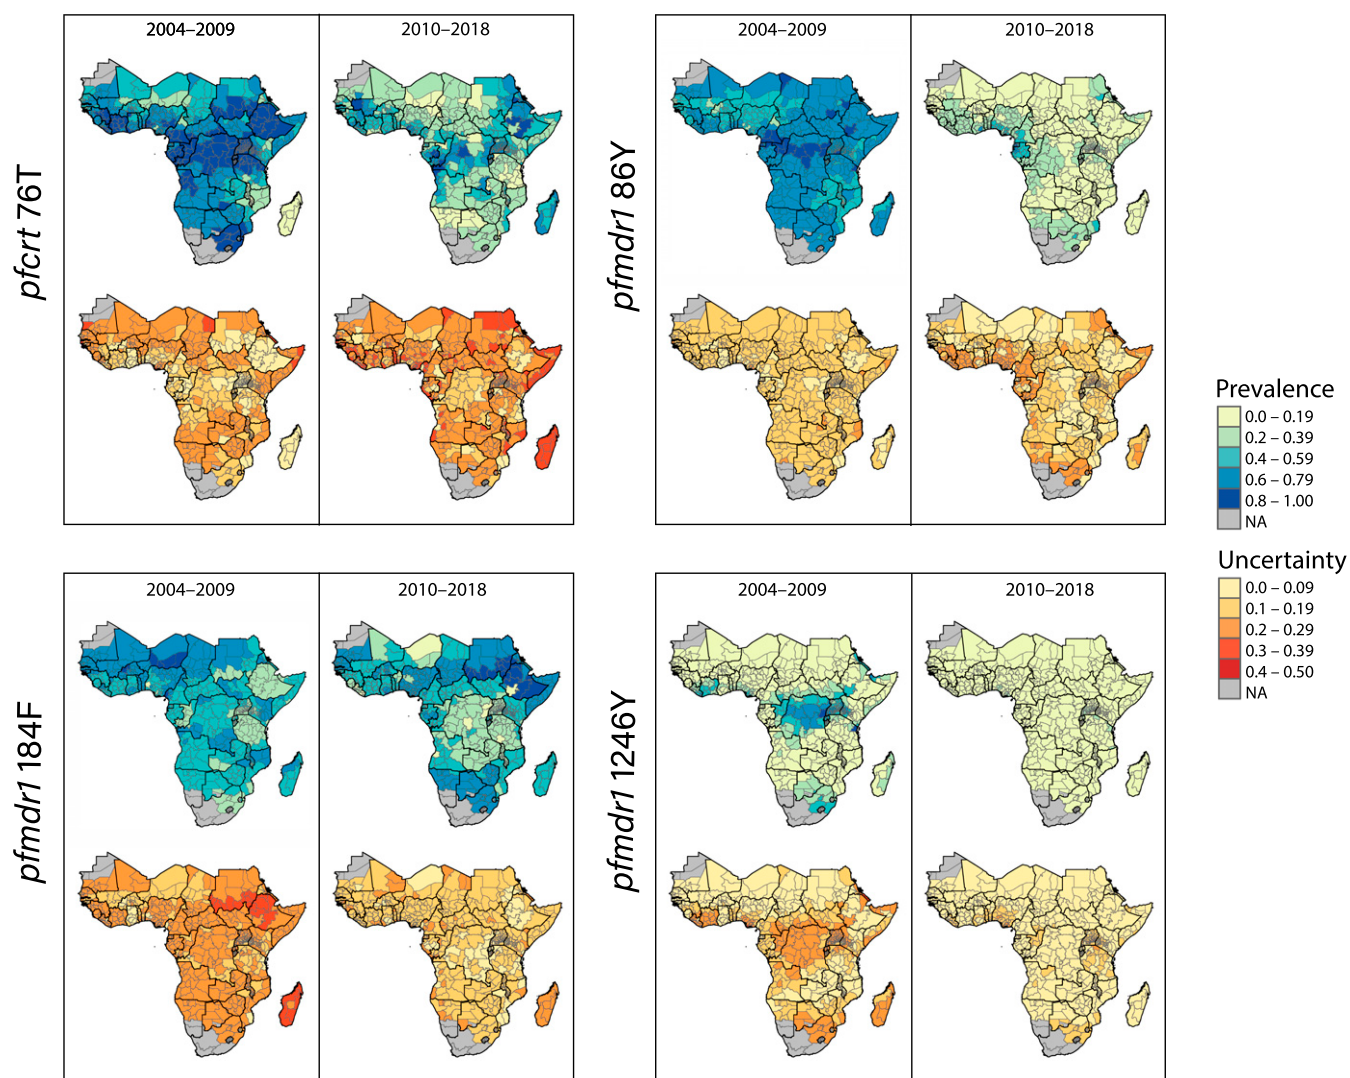 2004–2009
2010–2018
pfcrt 76T
2004–2009
2010–2018
pfmdr1 86Y
Prevalence
0.0 – 0.19
0.2 – 0.39
0.4 – 0.59
0.6 – 0.79
0.8 – 1.00
NA
Uncertainty
0.0 – 0.09
0.1 – 0.19
0.2 – 0.29
0.3 – 0.39
0.4 – 0.50
NA
2004–2009
2010–2018
pfmdr1 184F
2004–2009
2010–2018
pfmdr1 1246Y